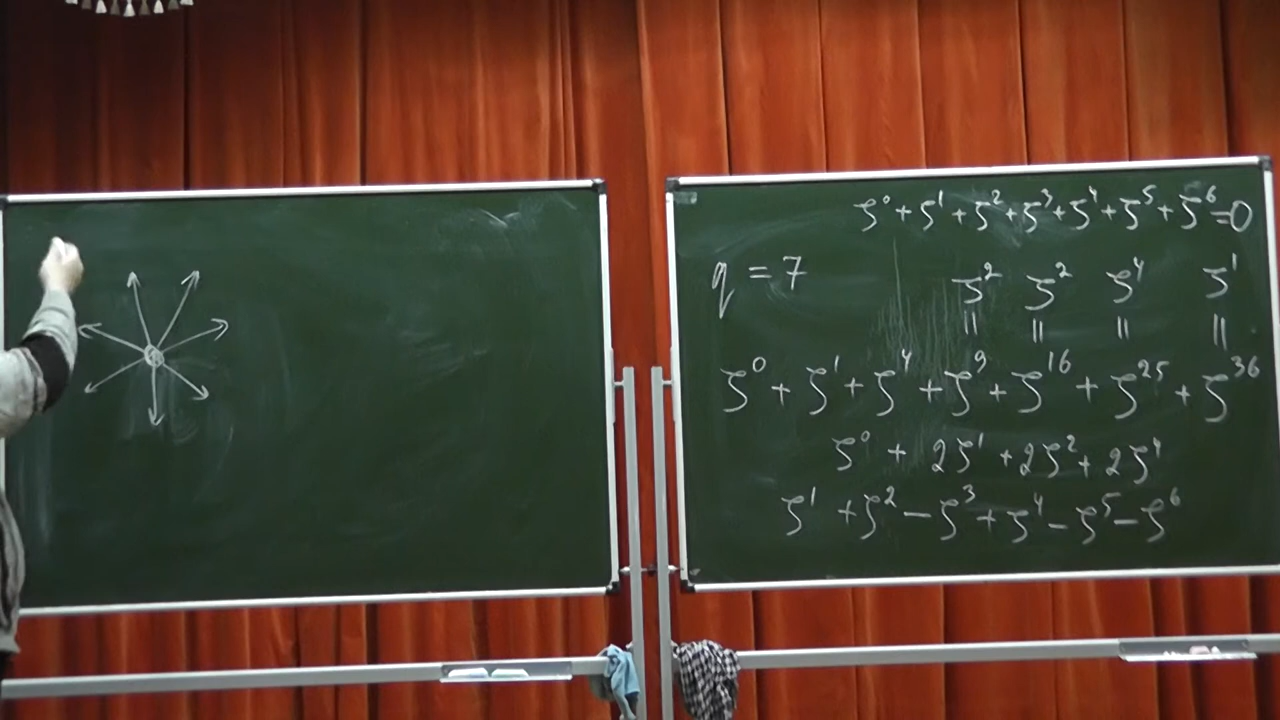 ζ⁰ + ζ¹ + ζ² + ζ³ + ζ⁴ + ζ⁵ + ζ⁶ = 0
q = 7
ζ² ζ² ζ⁴ ζ¹
|| || || ||
ζ⁰ + ζ¹ + ζ⁴ + ζ⁹ + ζ¹⁶ + ζ²⁵ + ζ³⁶
ζ⁰ + 2ζ¹ + 2ζ² + 2ζ⁴
ζ¹ + ζ² − ζ³ + ζ⁴ − ζ⁵ − ζ⁶